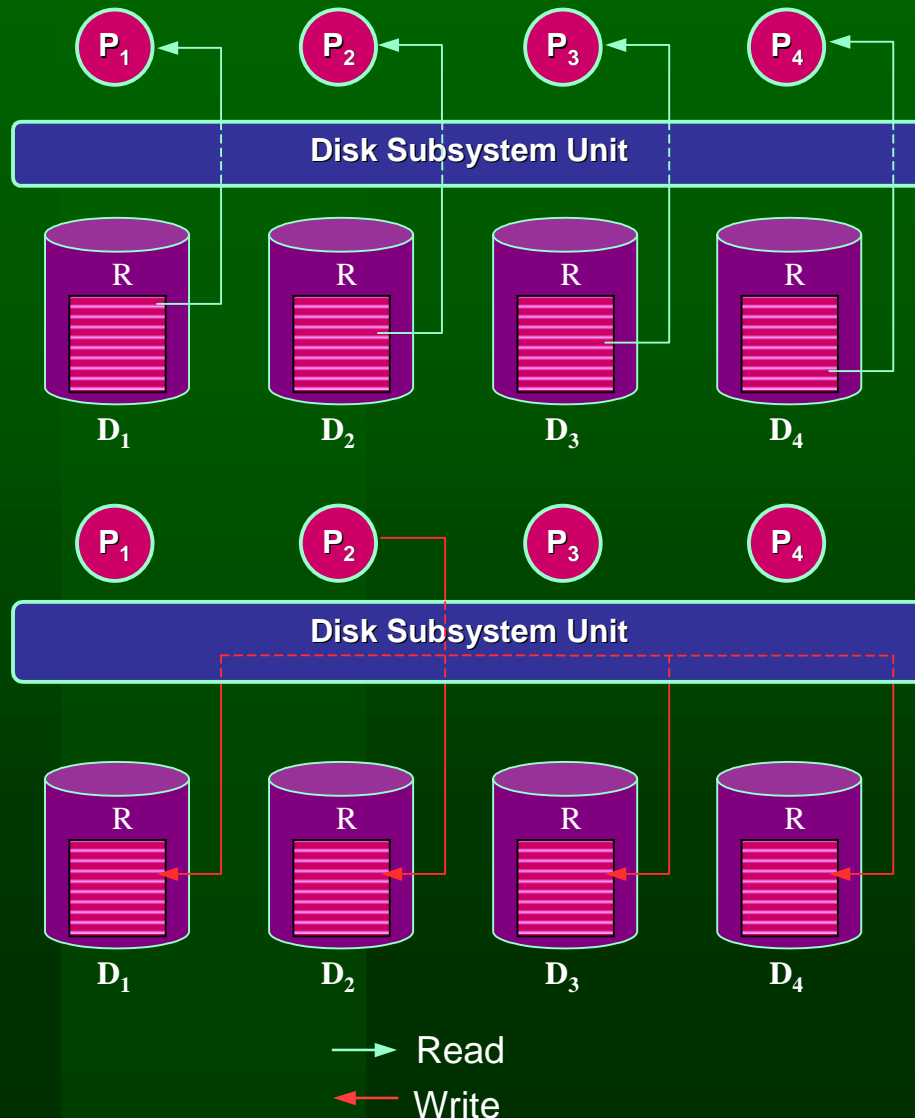 P1 P2 P3 P4
Disk Subsystem Unit
R R R R
D1 D2 D3 D4
P1 P2 P3 P4
Disk Subsystem Unit
R R R R
D1 D2 D3 D4
Read
Write